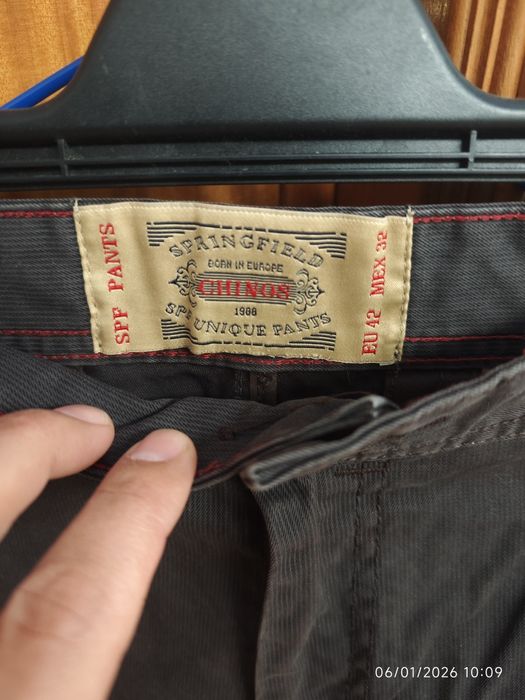 SPF PANTS
SPRINGFIELD
BORN IN EUROPE
CHINOS
1988
SPF UNIQUE PANTS
EU 42 MEX 32
06/01/2026 10:09